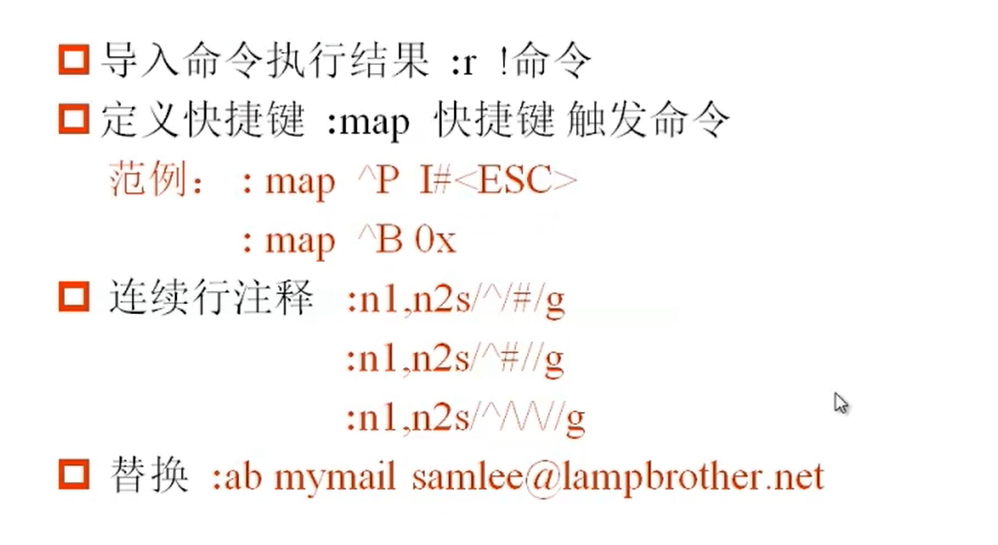 导入命令执行结果 :r !命令
定义快捷键 :map 快捷键 触发命令
范例： : map ^P I#<ESC>
: map ^B 0x
连续行注释 :n1,n2s/^/#/g
:n1,n2s/^#//g
:n1,n2s/^/\/\//g
替换 :ab mymail samlee@lampbrother.net